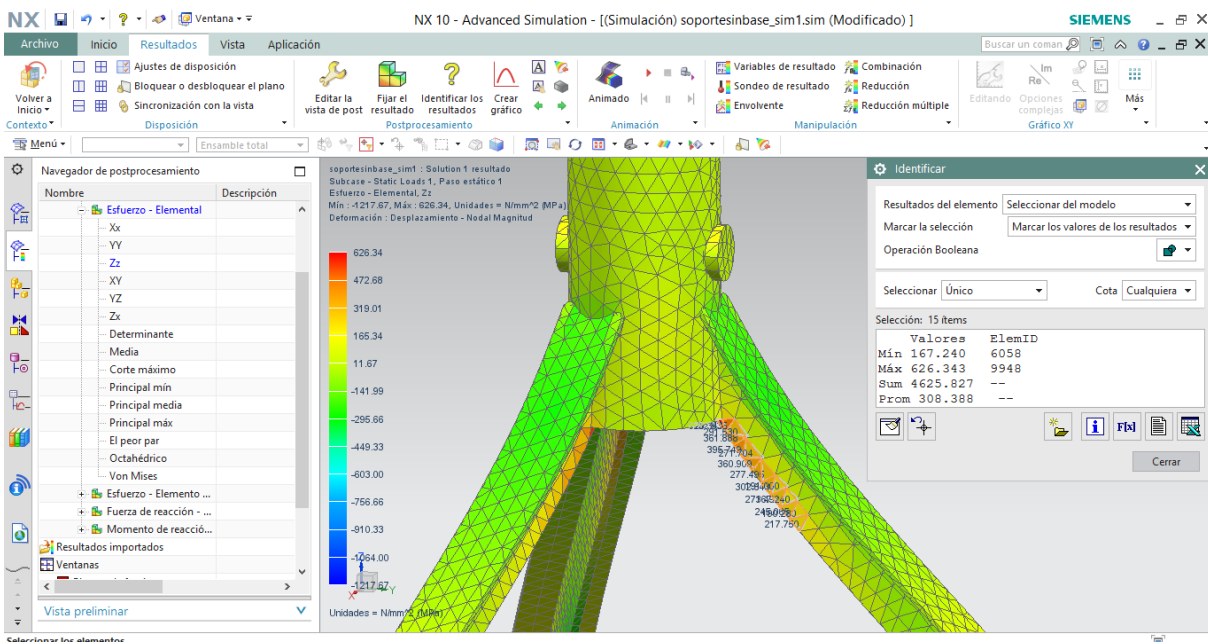 NX Ventana NX 10 - Advanced Simulation - [(Simulación) soportesinbase_sim1.sim (Modificado) ] SIEMENS
Archivo Inicio Resultados Vista Aplicación Buscar un coman
Volver a Inicio
Ajustes de disposición
Bloquear o desbloquear el plano
Sincronización con la vista
Editar la vista de post
Fijar el resultado
Identificar los resultados
Crear gráfico
Animado
Variables de resultado
Sondeo de resultado
Envolvente
Combinación
Reducción
Reducción múltiple
Editando
Im
Re
Opciones complejas
Más
Contexto Disposición Postprocesamiento Animación Manipulación Gráfico XY
Menú Ensamble total
Navegador de postprocesamiento
Nombre Descripción
Esfuerzo - Elemental
Xx
YY
Zz
XY
YZ
Zx
Determinante
Media
Corte máximo
Principal mín
Principal media
Principal máx
El peor par
Octahédrico
Von Mises
Esfuerzo - Elemento ...
Fuerza de reacción - ...
Momento de reacció...
Resultados importados
Ventanas
Vista preliminar
soportesinbase_sim1 : Solution 1 resultado
Subcase - Static Loads 1, Paso estático 1
Esfuerzo - Elemental, Zz
Mín : -1217.67, Máx : 626.34, Unidades = N/mm^2 (MPa)
Deformación : Desplazamiento - Nodal Magnitud
626.34
472.68
319.01
165.34
11.67
-141.99
-295.66
-449.33
-603.00
-756.66
-910.33
-1064.00
-1217.67
Z
X Y
Unidades = N/mm^2 (MPa)
361.888
360.909
217.750
Identificar
Resultados del elemento Seleccionar del modelo
Marcar la selección Marcar los valores de los resultados
Operación Booleana
Seleccionar Único Cota Cualquiera
Selección: 15 ítems
Valores ElemID
Mín 167.240 6058
Máx 626.343 9948
Sum 4625.827 --
Prom 308.388 --
F[x]
Cerrar
Seleccionar los elementos